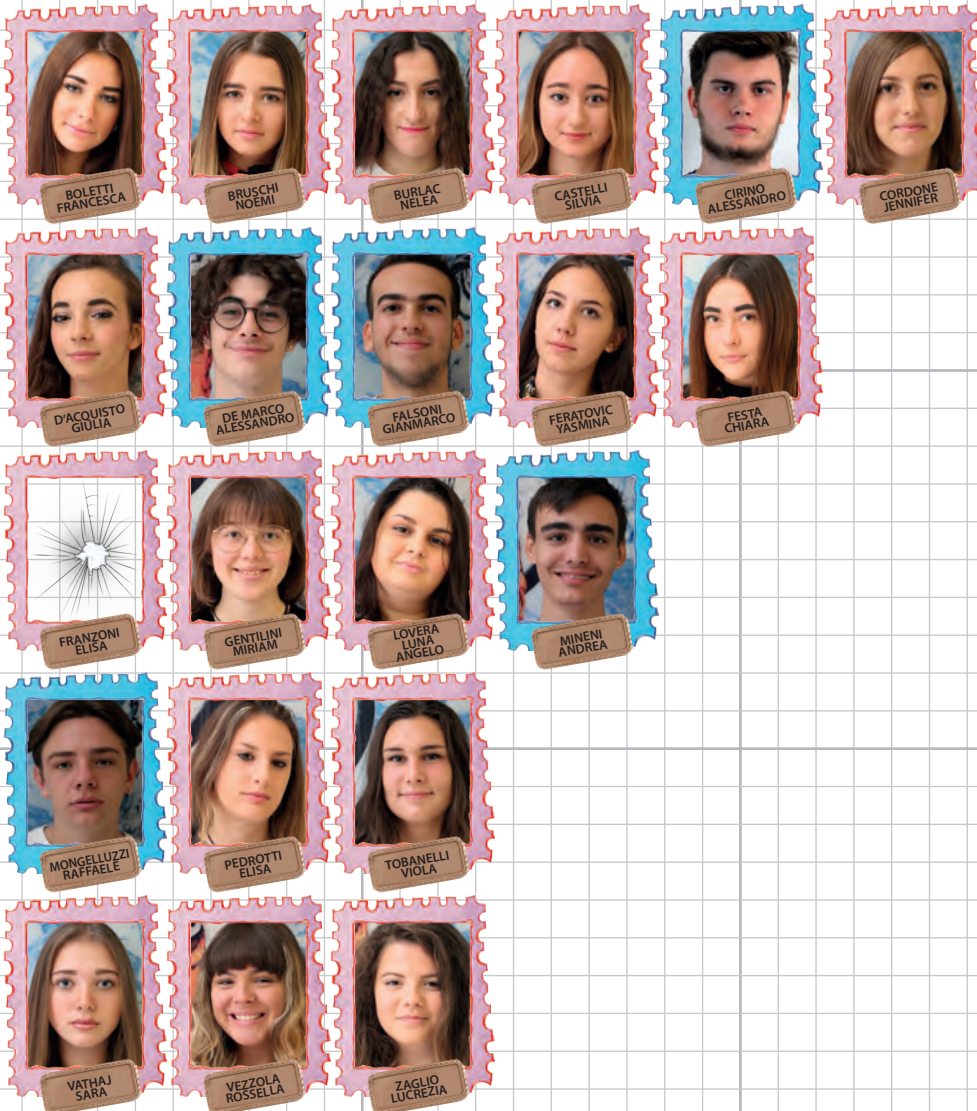 BOLETTI
FRANCESCA
BRUSCHI
NOEMI
BURLAC
NELEA
CASTELLI
SILVIA
CIRINO
ALESSANDRO
CORDONE
JENNIFER
D'ACQUISTO
GIULIA
DE MARCO
ALESSANDRO
FALSONI
GIANMARCO
FERATOVIC
YASMINA
FESTA
CHIARA
FRANZONI
ELISA
GENTILINI
MIRIAM
LOVERA
LUNA
ANGELO
MINENI
ANDREA
MONGELLUZZI
RAFFAELE
PEDROTTI
ELISA
TOBANELLI
VIOLA
VATHAJ
SARA
VEZZOLA
ROSSELLA
ZAGLIO
LUCREZIA